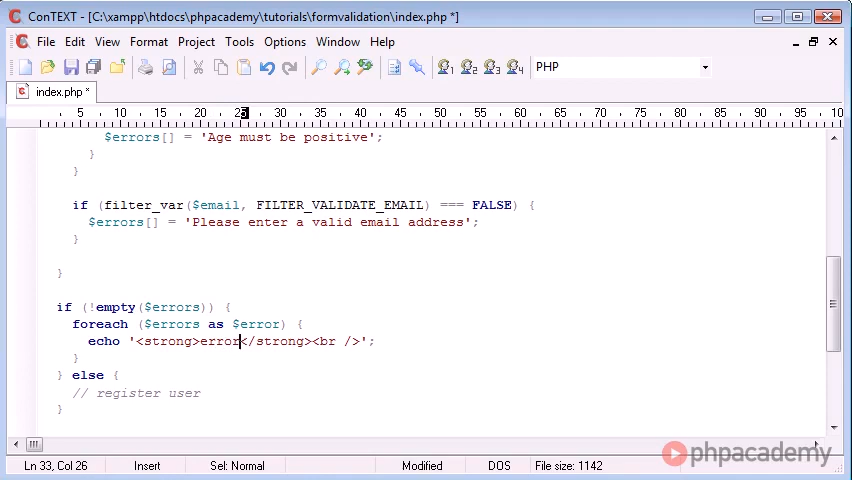 ConTEXT - [C:\xampp\htdocs\phpacademy\tutorials\formvalidation\index.php *]
File Edit View Format Project Tools Options Window Help
1 2 3 4 PHP
index.php *
5 10 15 20 25 30 35 40 45 50 55 60 65 70 75 80 85 90 95 10
$errors[] = 'Age must be positive';
}
}
if (filter_var($email, FILTER_VALIDATE_EMAIL) === FALSE) {
$errors[] = 'Please enter a valid email address';
}
}
if (!empty($errors)) {
foreach ($errors as $error) {
echo '<strong>error</strong><br />';
}
} else {
// register user
}
phpacademy
Ln 33, Col 26 Insert Sel: Normal Modified DOS File size: 1142